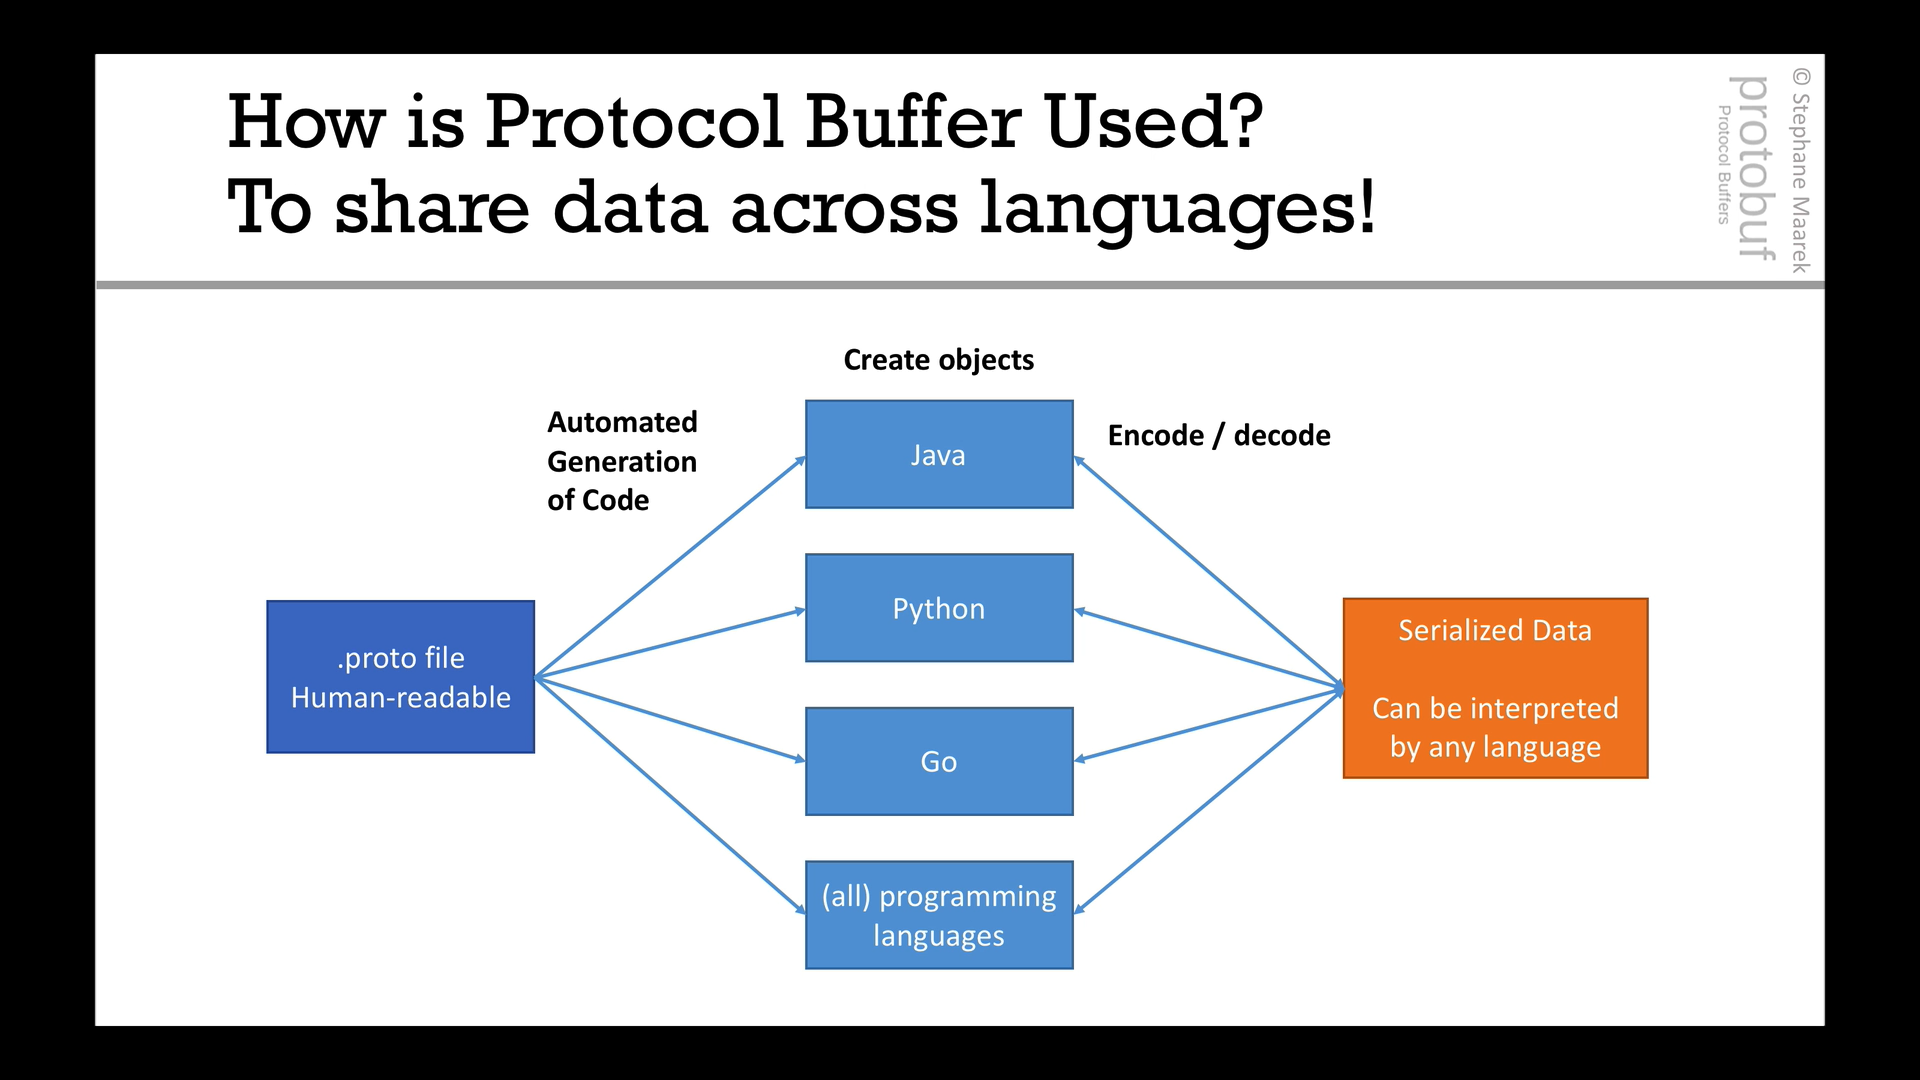 How is Protocol Buffer Used?
To share data across languages!
© Stephane Maarek
protobuf
Protocol Buffers
Create objects
Automated
Generation
of Code
Encode / decode
Java
Python
Go
(all) programming
languages
.proto file
Human-readable
Serialized Data
Can be interpreted
by any language